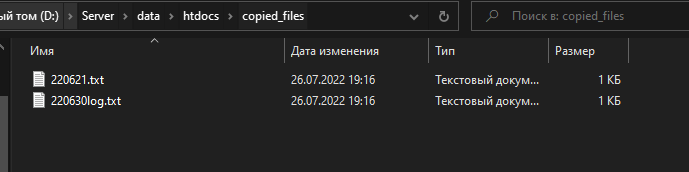 ый том (D:) > Server > data > htdocs > copied_files
Поиск в: copied_files
Имя Дата изменения Тип Размер
220621.txt 26.07.2022 19:16 Текстовый докум... 1 КБ
220630log.txt 26.07.2022 19:16 Текстовый докум... 1 КБ